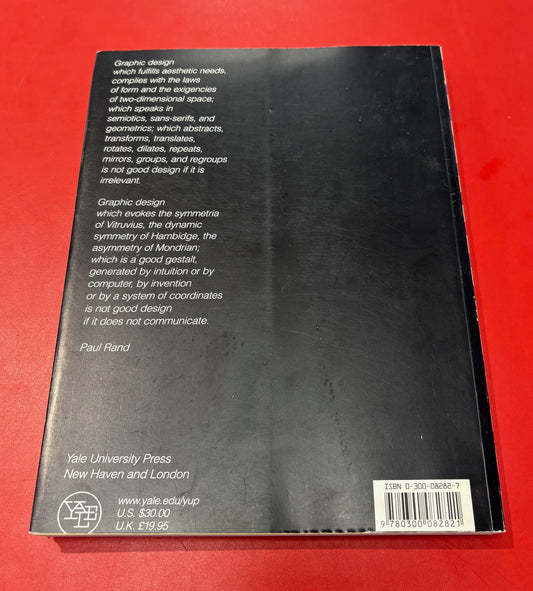 Graphic design
which fulfills aesthetic needs,
complies with the laws
of form and the exigencies
of two-dimensional space;
which speaks in
semiotics, sans-serifs, and
geometrics; which abstracts,
transforms, translates,
rotates, dilates, repeats,
mirrors, groups, and regroups
is not good design if it is
irrelevant.
Graphic design
which evokes the symmetria
of Vitruvius, the dynamic
symmetry of Hambidge, the
asymmetry of Mondrian;
which is a good gestalt,
generated by intuition or by
computer, by invention
or by a system of coordinates
is not good design
if it does not communicate.
Paul Rand
Yale University Press
New Haven and London
YALE
www.yale.edu/yup
U.S. $30.00
U.K. £19.95
ISBN 0-300-08282-7
9 780300 082821